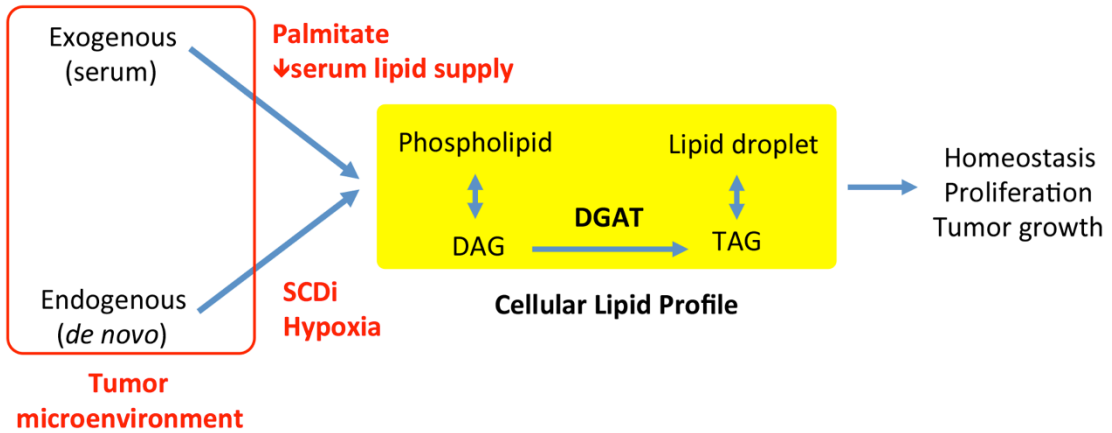 Exogenous
(serum)
Palmitate
↓serum lipid supply
Phospholipid
Lipid droplet
DGAT
DAG
TAG
Homeostasis
Proliferation
Tumor growth
Endogenous
(de novo)
SCDi
Hypoxia
Cellular Lipid Profile
Tumor
microenvironment